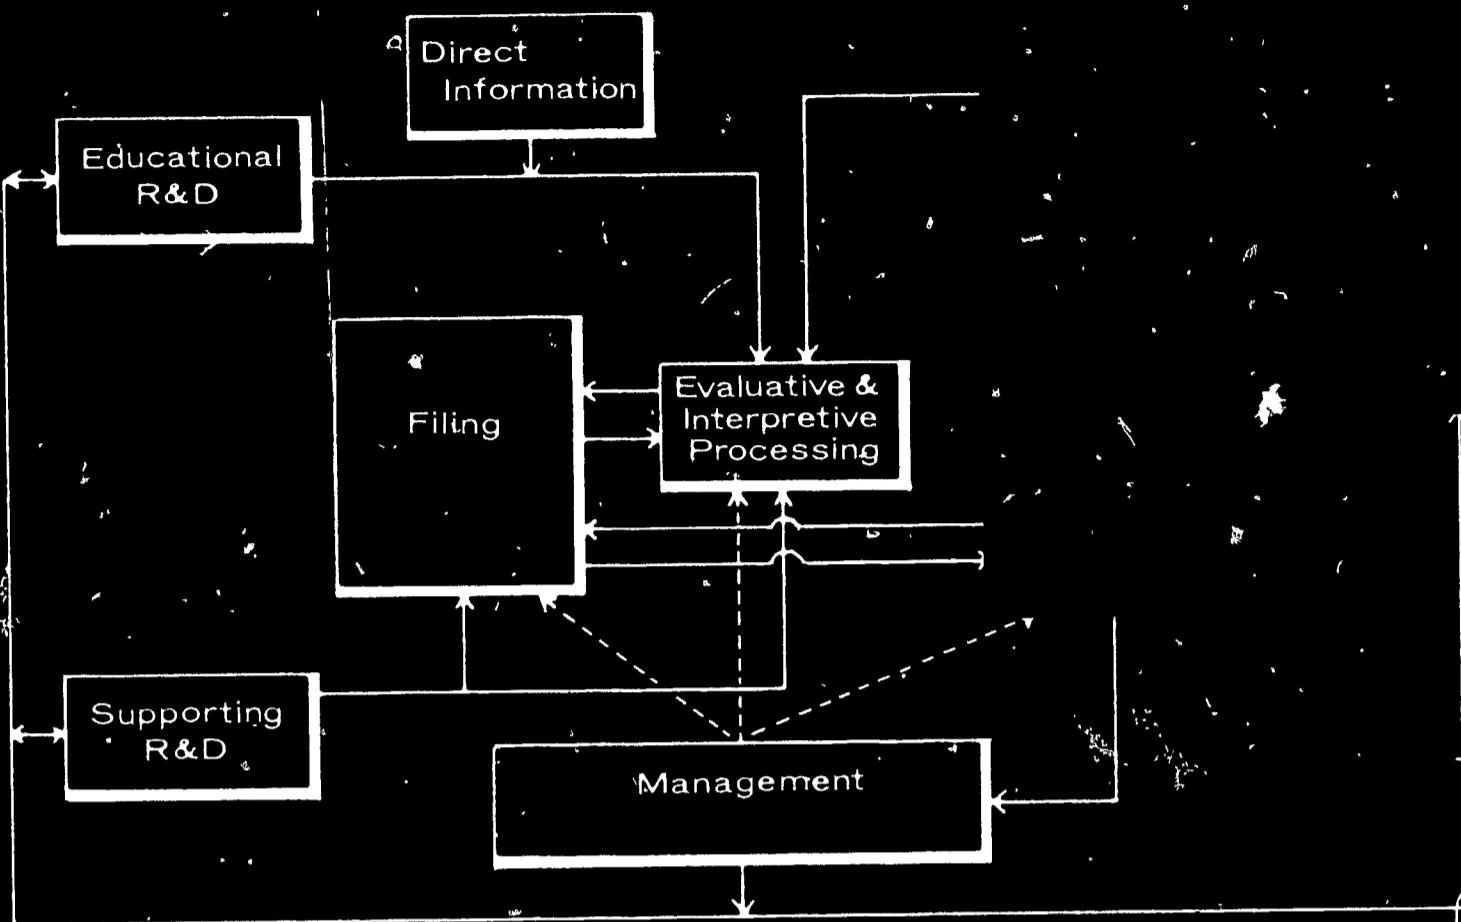 Direct
Information
Educational
R&D
Filing
Evaluative &
Interpretive
Processing
Supporting
R&D
Management